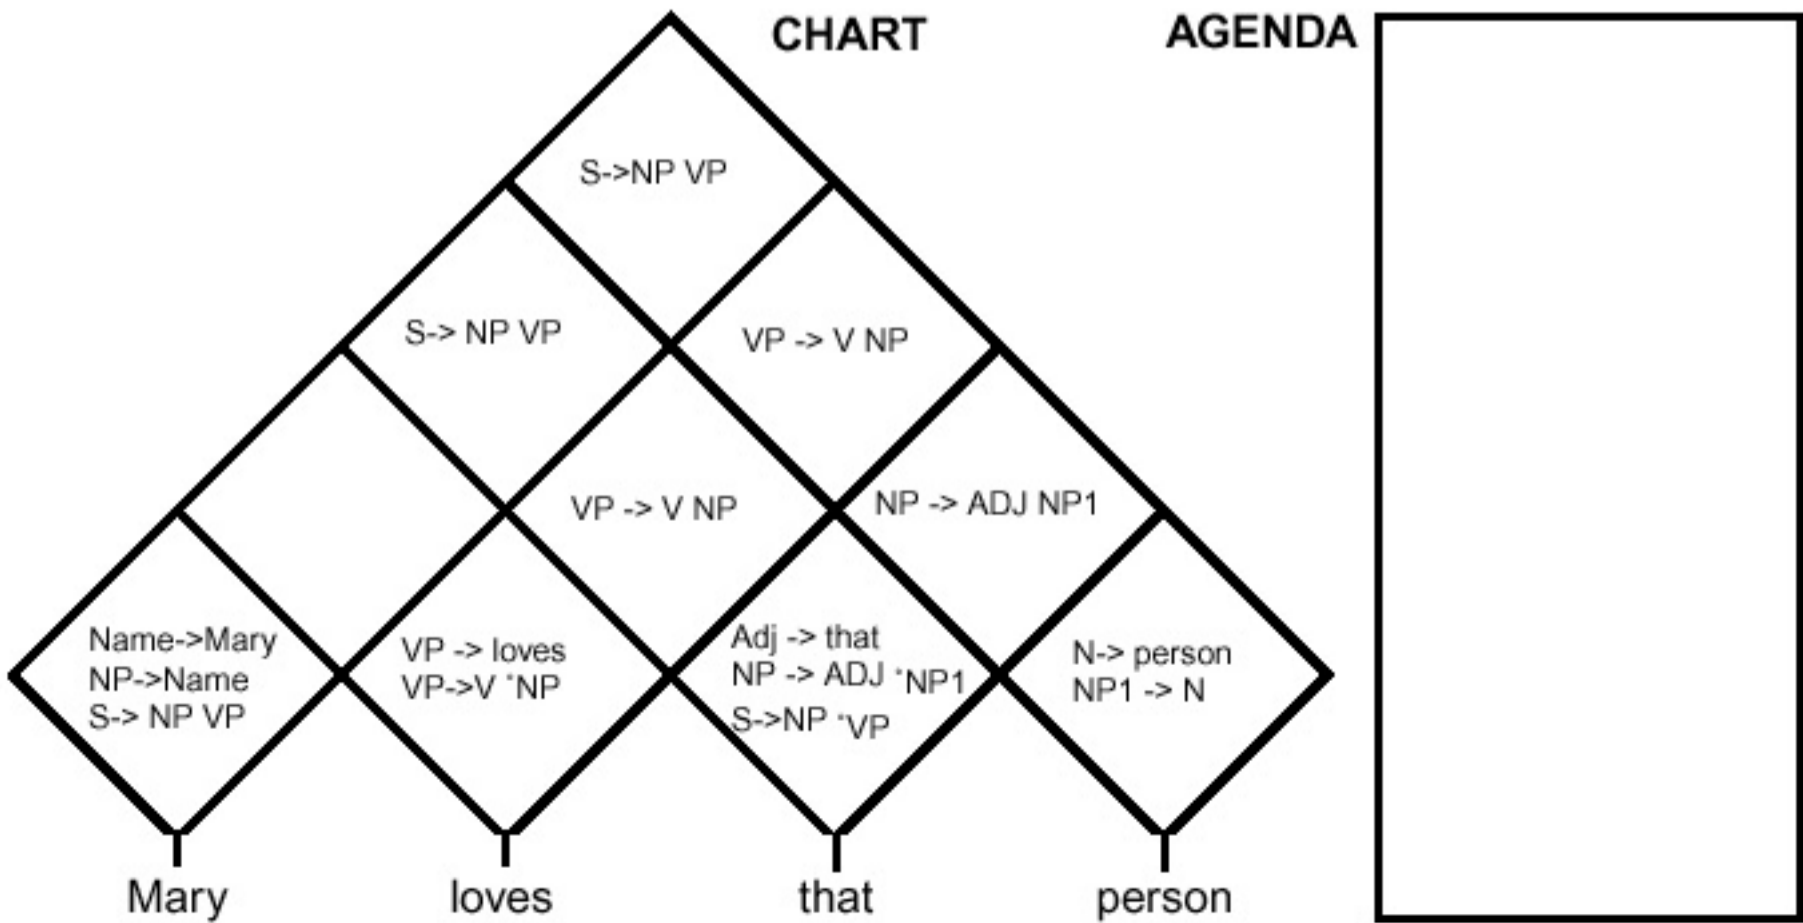 CHART
AGENDA
S->NP VP
S-> NP VP
VP -> V NP
VP -> V NP
NP -> ADJ NP1
Name->Mary
NP->Name
S-> NP VP
VP -> loves
VP->V *NP
Adj -> that
NP -> ADJ *NP1
S->NP *VP
N-> person
NP1 -> N
Mary
loves
that
person